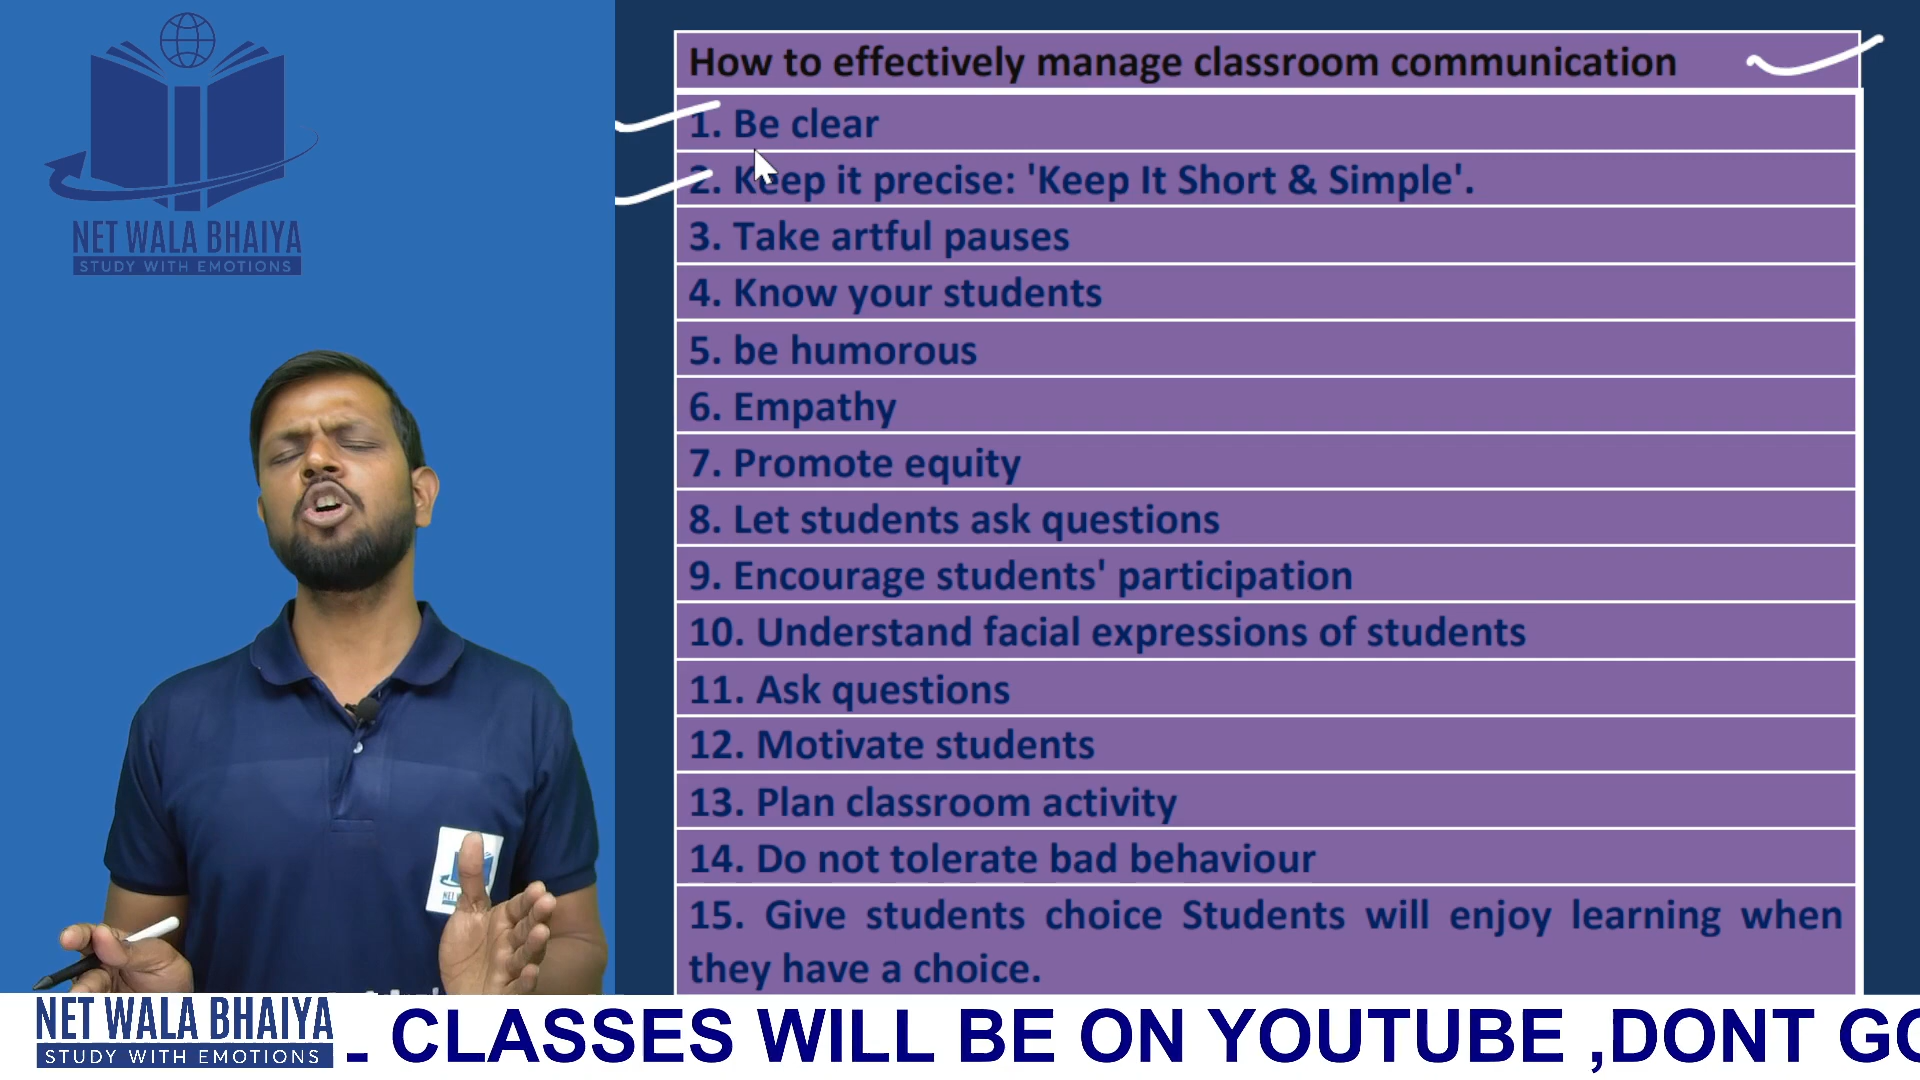 NET WALA BHAIYA
STUDY WITH EMOTIONS
How to effectively manage classroom communication
1. Be clear
2. Keep it precise: 'Keep It Short & Simple'.
3. Take artful pauses
4. Know your students
5. be humorous
6. Empathy
7. Promote equity
8. Let students ask questions
9. Encourage students' participation
10. Understand facial expressions of students
11. Ask questions
12. Motivate students
13. Plan classroom activity
14. Do not tolerate bad behaviour
15. Give students choice Students will enjoy learning when
they have a choice.
NET WALA BHAIYA
STUDY WITH EMOTIONS
CLASSES WILL BE ON YOUTUBE ,DONT GO